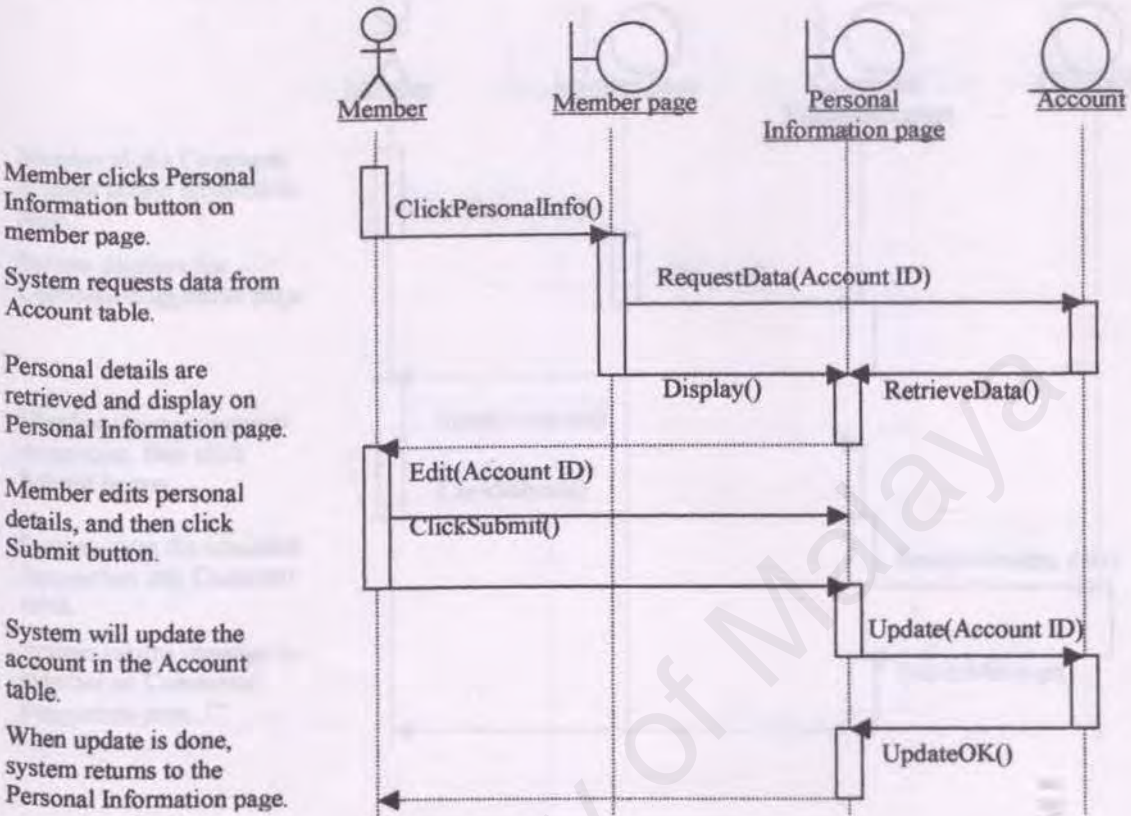 Member
Member page
Personal
Information page
Account
Member clicks Personal
Information button on
member page.
ClickPersonalInfo()
System requests data from
Account table.
RequestData(Account ID)
Personal details are
retrieved and display on
Personal Information page.
Display()
RetrieveData()
Member edits personal
details, and then click
Submit button.
Edit(Account ID)
ClickSubmit()
System will update the
account in the Account
table.
Update(Account ID)
When update is done,
system returns to the
Personal Information page.
UpdateOK()
of Malaya